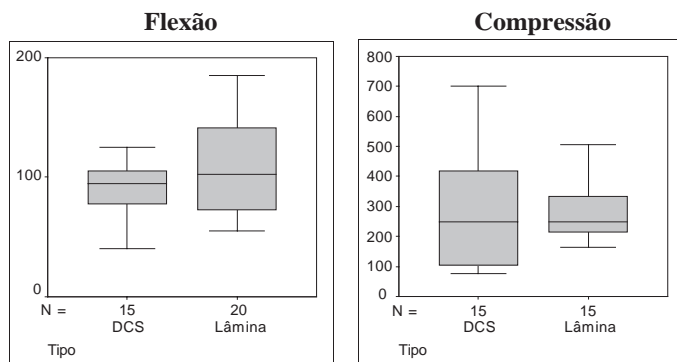 Flexão
200
100
0
N = 15 20
DCS Lâmina
Tipo
Compressão
800
700
600
500
400
300
200
100
0
N = 15 15
DCS Lâmina
Tipo